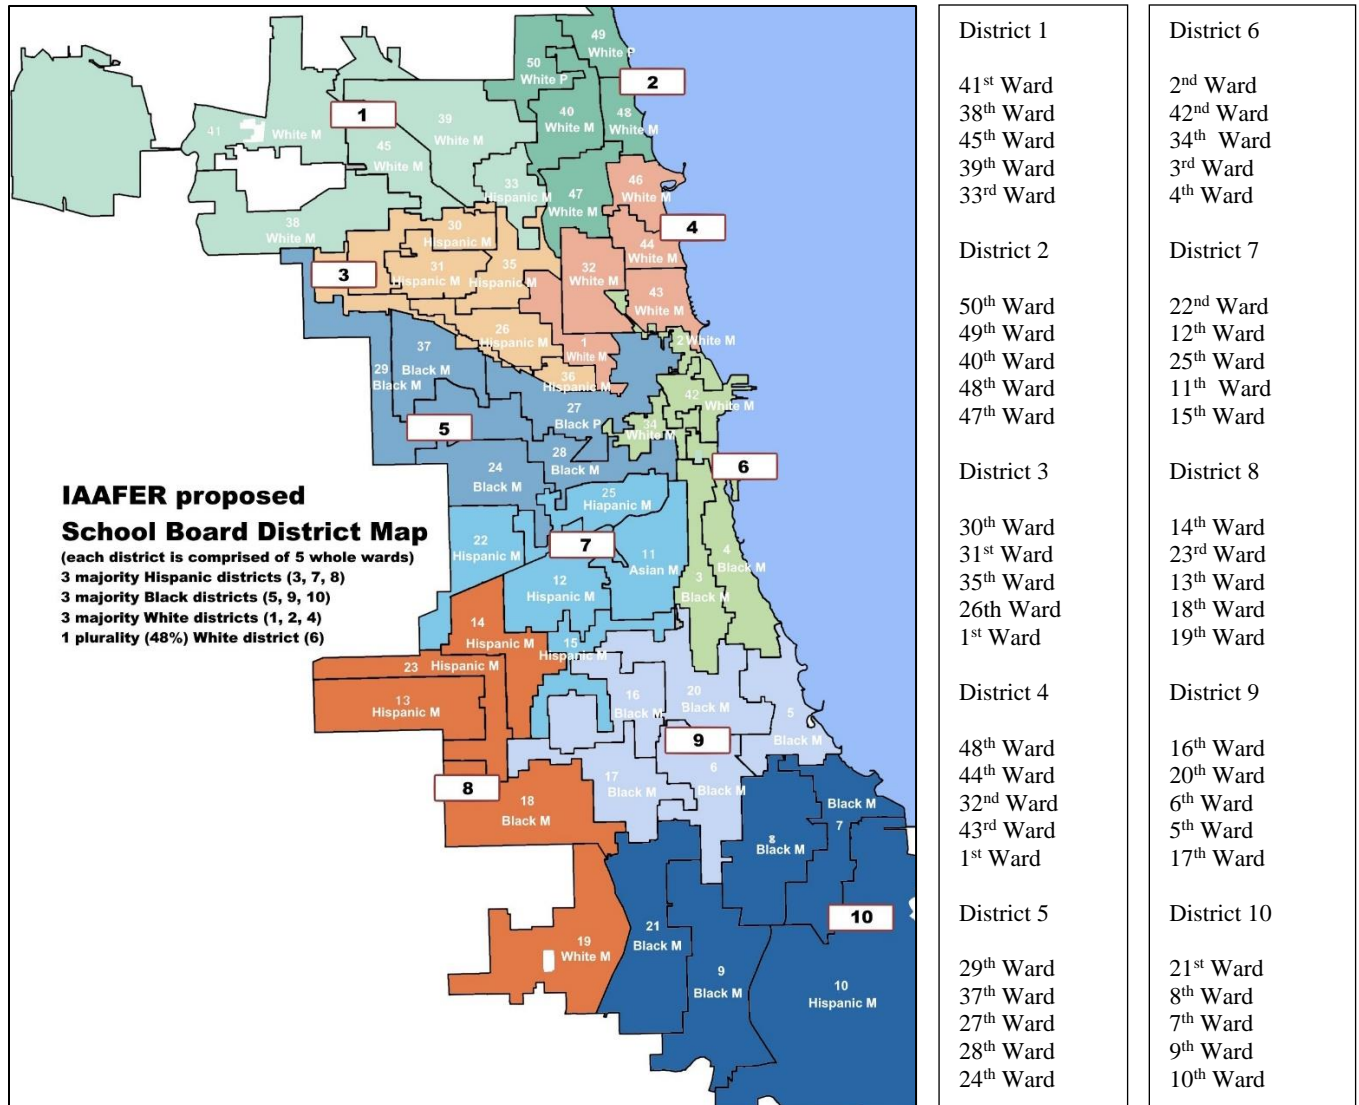 49
White P
50
White P
2
1
40
White M
48
White M
39
White M
41
White M
45
White M
33
Hispanic M
47
White M
46
White M
38
White M
30
Hispanic M
4
44
White M
3
31
Hispanic M
35
Hispanic M
32
White M
43
White M
26
Hispanic M
1
White M
2 White M
37
Black M
29
Black M
36
Hispanic M
42
White M
27
Black P
5
34
White M
28
Black M
6
24
Black M
25
Hiapanic M
IAAFER proposed
School Board District Map
(each district is comprised of 5 whole wards)
3 majority Hispanic districts (3, 7, 8)
3 majority Black districts (5, 9, 10)
3 majority White districts (1, 2, 4)
1 plurality (48%) White district (6)
22
Hispanic M
7
11
Asian M
4
Black M
12
Hispanic M
3
Black M
14
Hispanic M
15
Hispanic M
23 Hispanic M
13
Hispanic M
16
Black M
20
Black M
5
Black M
9
6
Black M
17
Black M
8
18
Black M
Black M
7
8
Black M
10
21
Black M
19
White M
9
Black M
10
Hispanic M
District 1
41st Ward
38th Ward
45th Ward
39th Ward
33rd Ward
District 2
50th Ward
49th Ward
40th Ward
48th Ward
47th Ward
District 3
30th Ward
31st Ward
35th Ward
26th Ward
1st Ward
District 4
48th Ward
44th Ward
32nd Ward
43rd Ward
1st Ward
District 5
29th Ward
37th Ward
27th Ward
28th Ward
24th Ward
District 6
2nd Ward
42nd Ward
34th Ward
3rd Ward
4th Ward
District 7
22nd Ward
12th Ward
25th Ward
11th Ward
15th Ward
District 8
14th Ward
23rd Ward
13th Ward
18th Ward
19th Ward
District 9
16th Ward
20th Ward
6th Ward
5th Ward
17th Ward
District 10
21st Ward
8th Ward
7th Ward
9th Ward
10th Ward